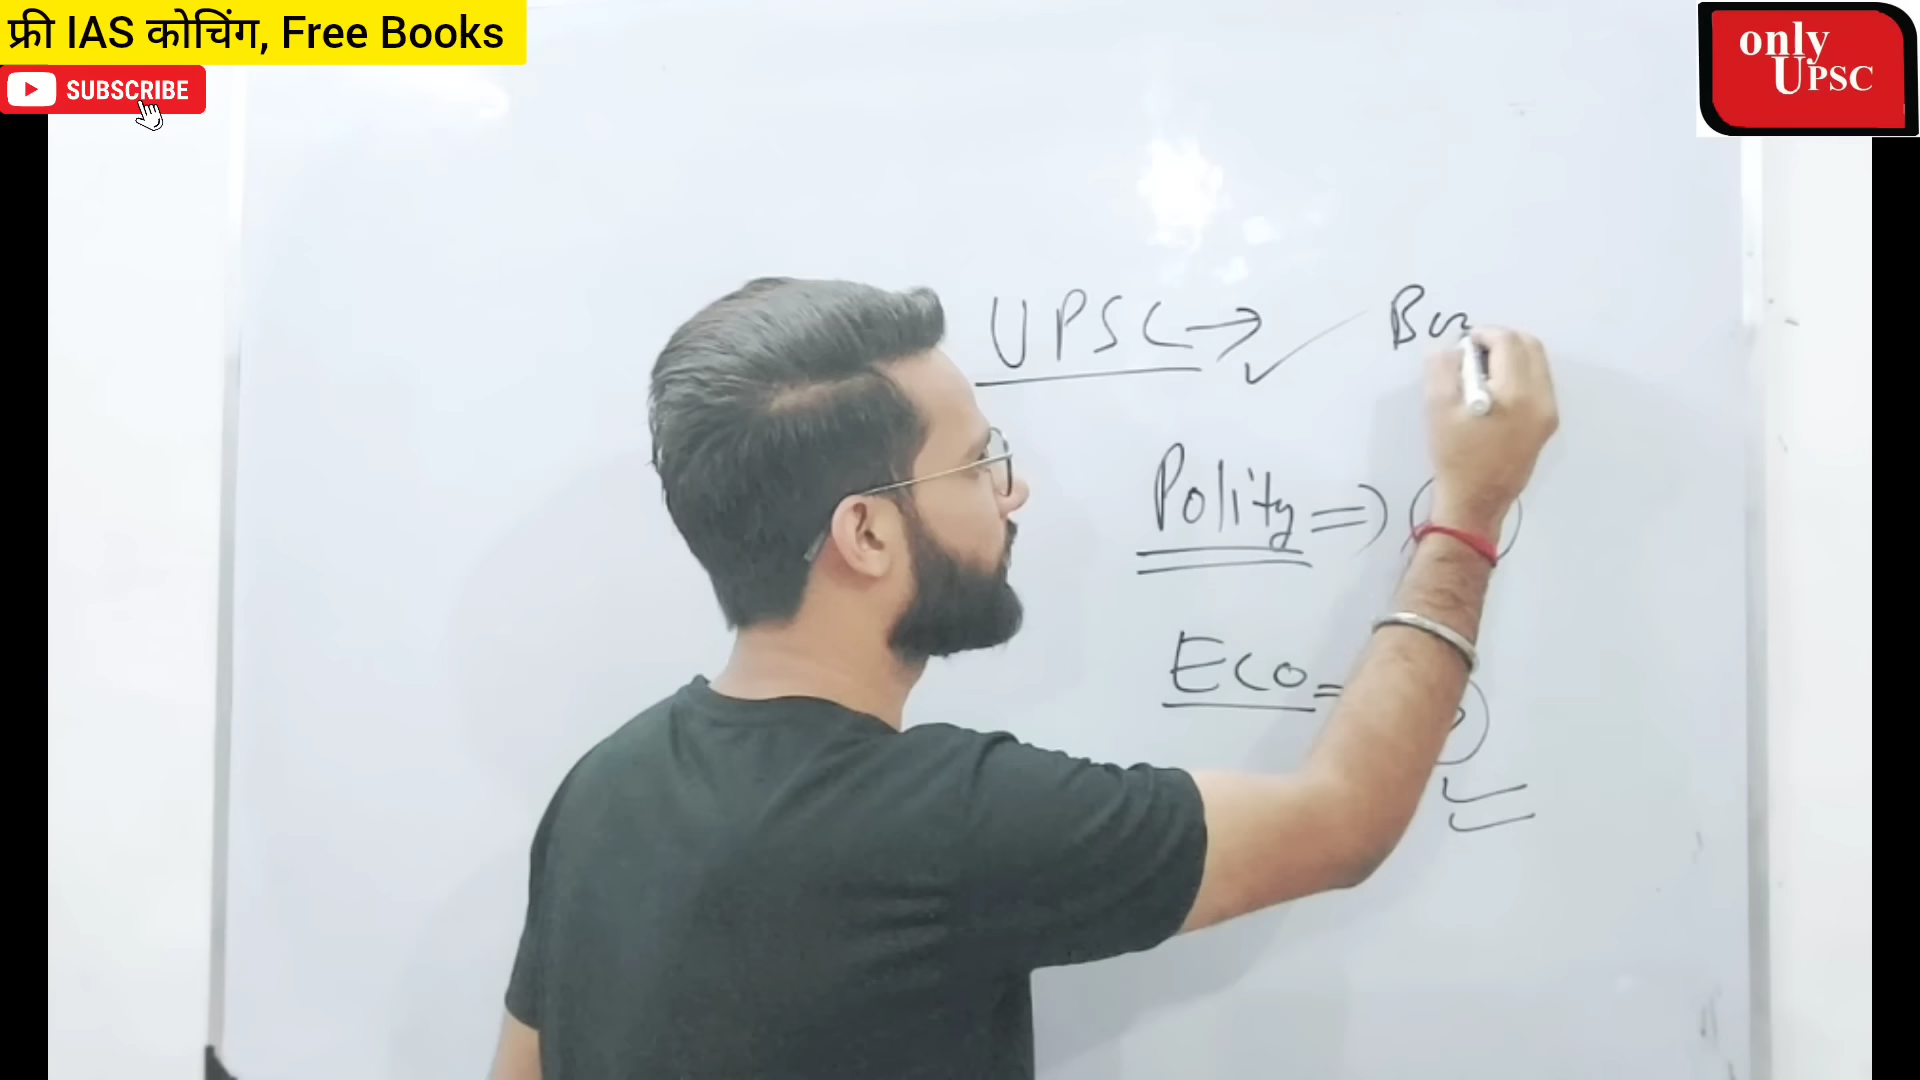 फ्री IAS कोचिंग, Free Books
SUBSCRIBE
only
UPSC
UPSC →
Polity =>
Eco =